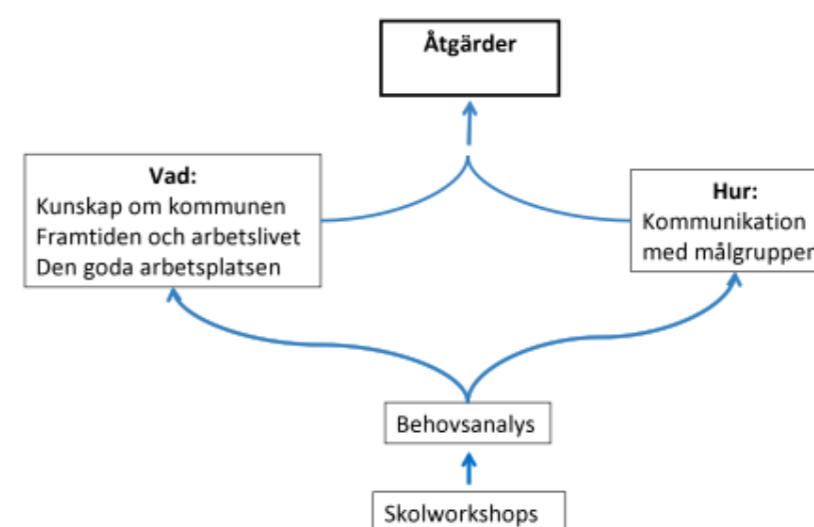 Åtgärder
Vad:
Kunskap om kommunen
Framtiden och arbetslivet
Den goda arbetsplatsen
Hur:
Kommunikation
med målgrupper
Behovsanalys
Skolworkshops